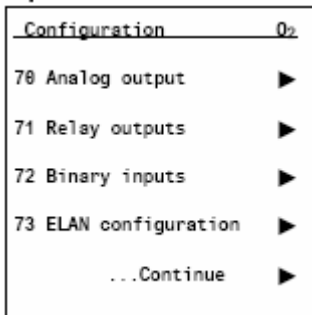 Configuration O₂
70 Analog output ▶
71 Relay outputs ▶
72 Binary inputs ▶
73 ELAN configuration ▶
...Continue ▶